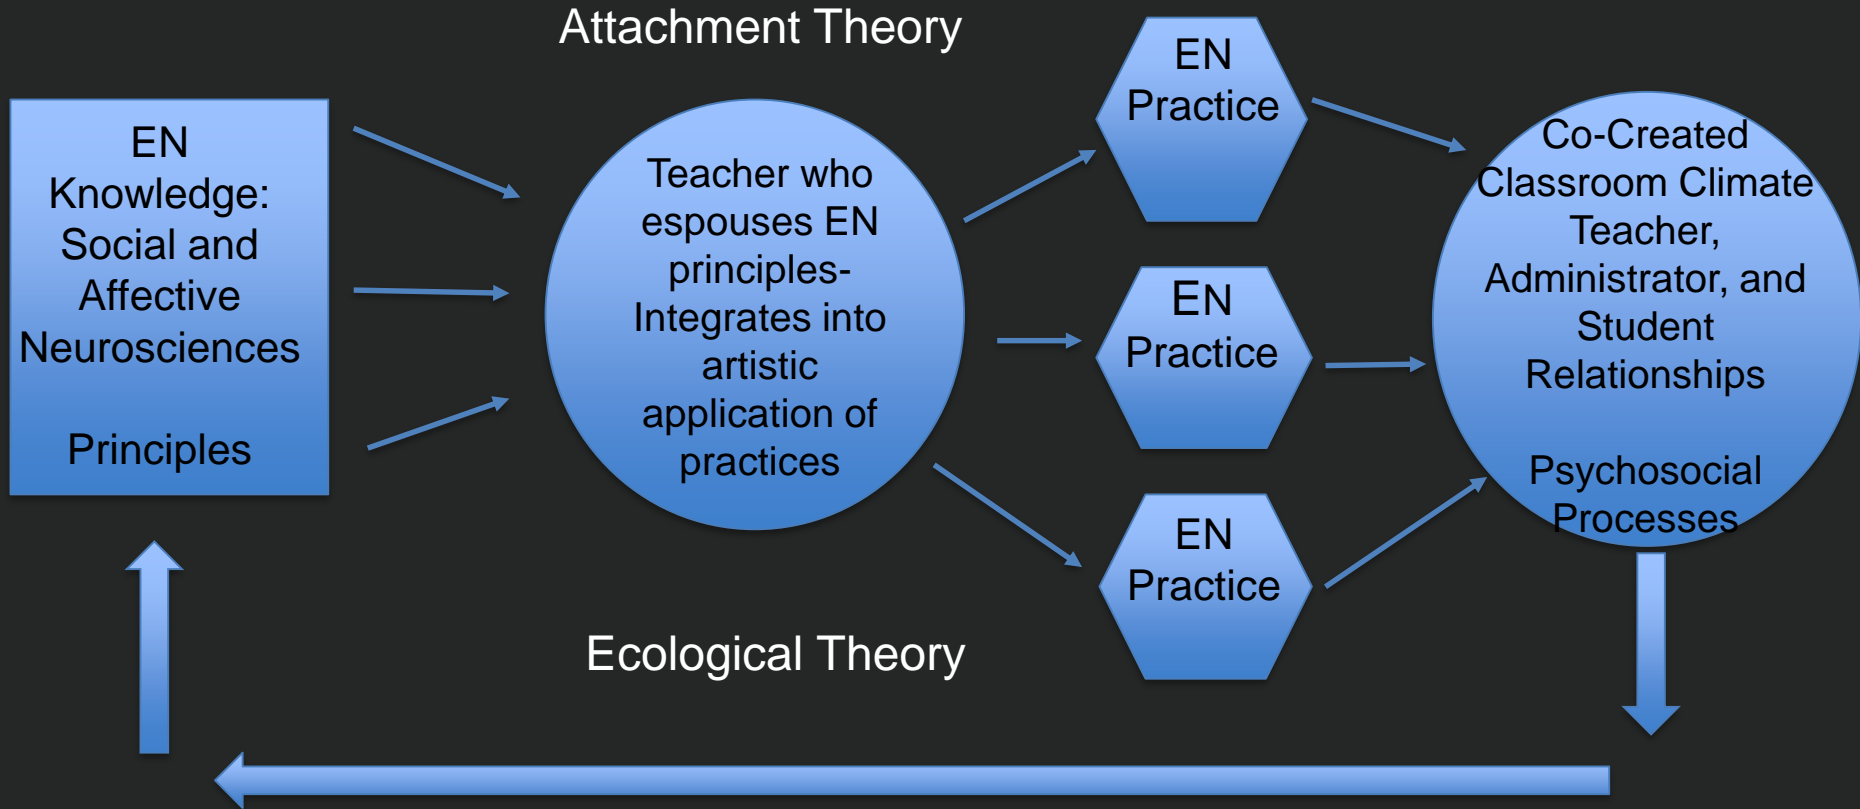 Attachment Theory
EN
Knowledge:
Social and
Affective
Neurosciences
Principles
Teacher who
espouses EN
principles-
Integrates into
artistic
application of
practices
EN
Practice
EN
Practice
EN
Practice
Co-Created
Classroom Climate
Teacher,
Administrator, and
Student
Relationships
Psychosocial
Processes
Ecological Theory